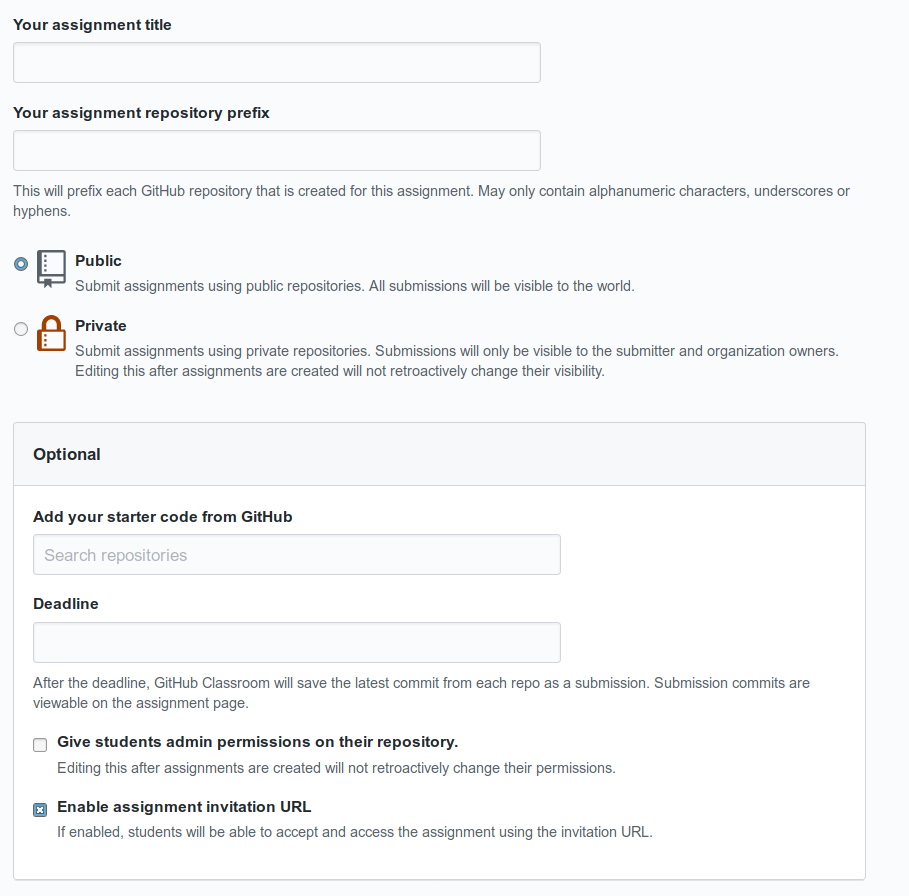 Your assignment title
Your assignment repository prefix
This will prefix each GitHub repository that is created for this assignment. May only contain alphanumeric characters, underscores or
hyphens.
Public
Submit assignments using public repositories. All submissions will be visible to the world.
Private
Submit assignments using private repositories. Submissions will only be visible to the submitter and organization owners.
Editing this after assignments are created will not retroactively change their visibility.
Optional
Add your starter code from GitHub
Search repositories
Deadline
After the deadline, GitHub Classroom will save the latest commit from each repo as a submission. Submission commits are
viewable on the assignment page.
Give students admin permissions on their repository.
Editing this after assignments are created will not retroactively change their permissions.
Enable assignment invitation URL
If enabled, students will be able to accept and access the assignment using the invitation URL.